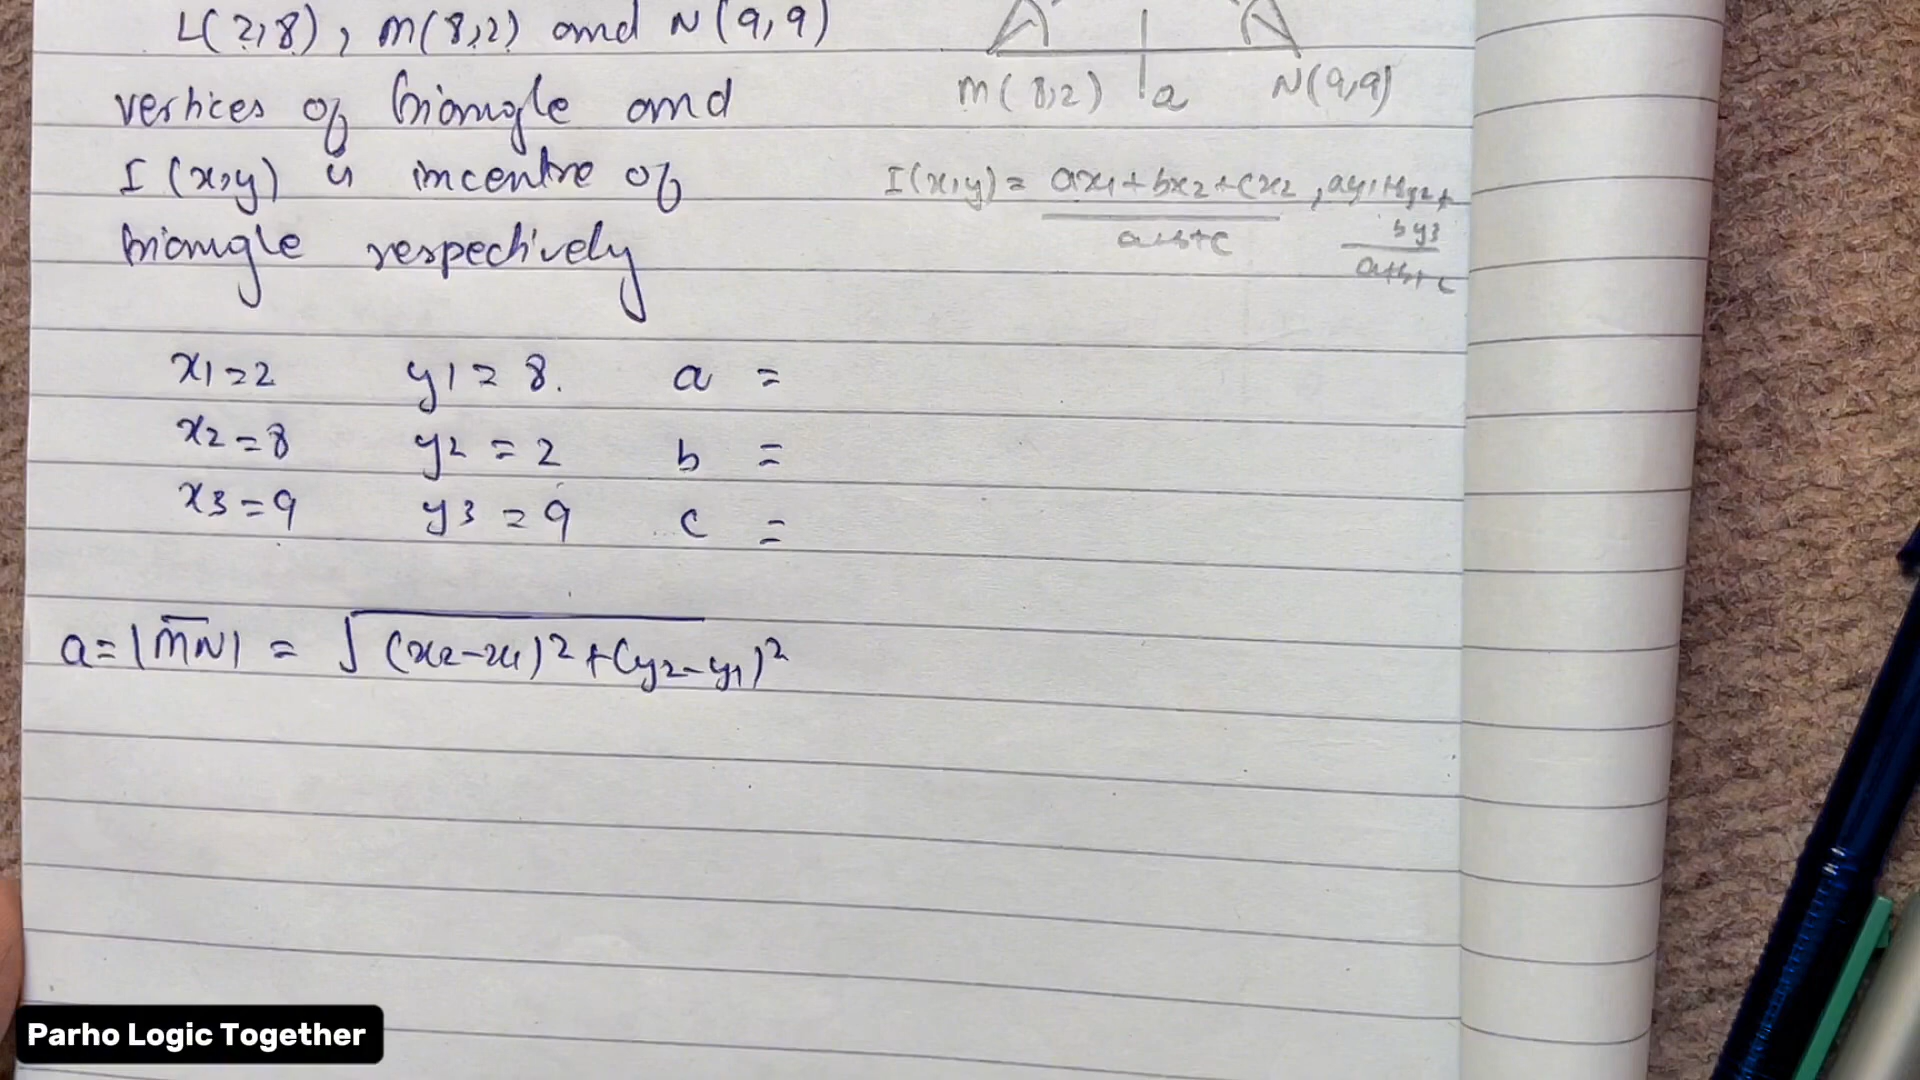 L(2,8), M(8,2) and N(9,9)
vertices of triangle and
I(x,y) is incentre of
triangle respectively
M(8,2) a N(9,9)
I(x,y) = ax1+bx2+cx2 , ay1+by2+
by3
a+b+c
a+b+c
x1=2 y1=8. a =
x2=8 y2=2 b =
x3=9 y3=9 c =
a=|MN| = √(x2-x1)2+(y2-y1)2
Parho Logic Together